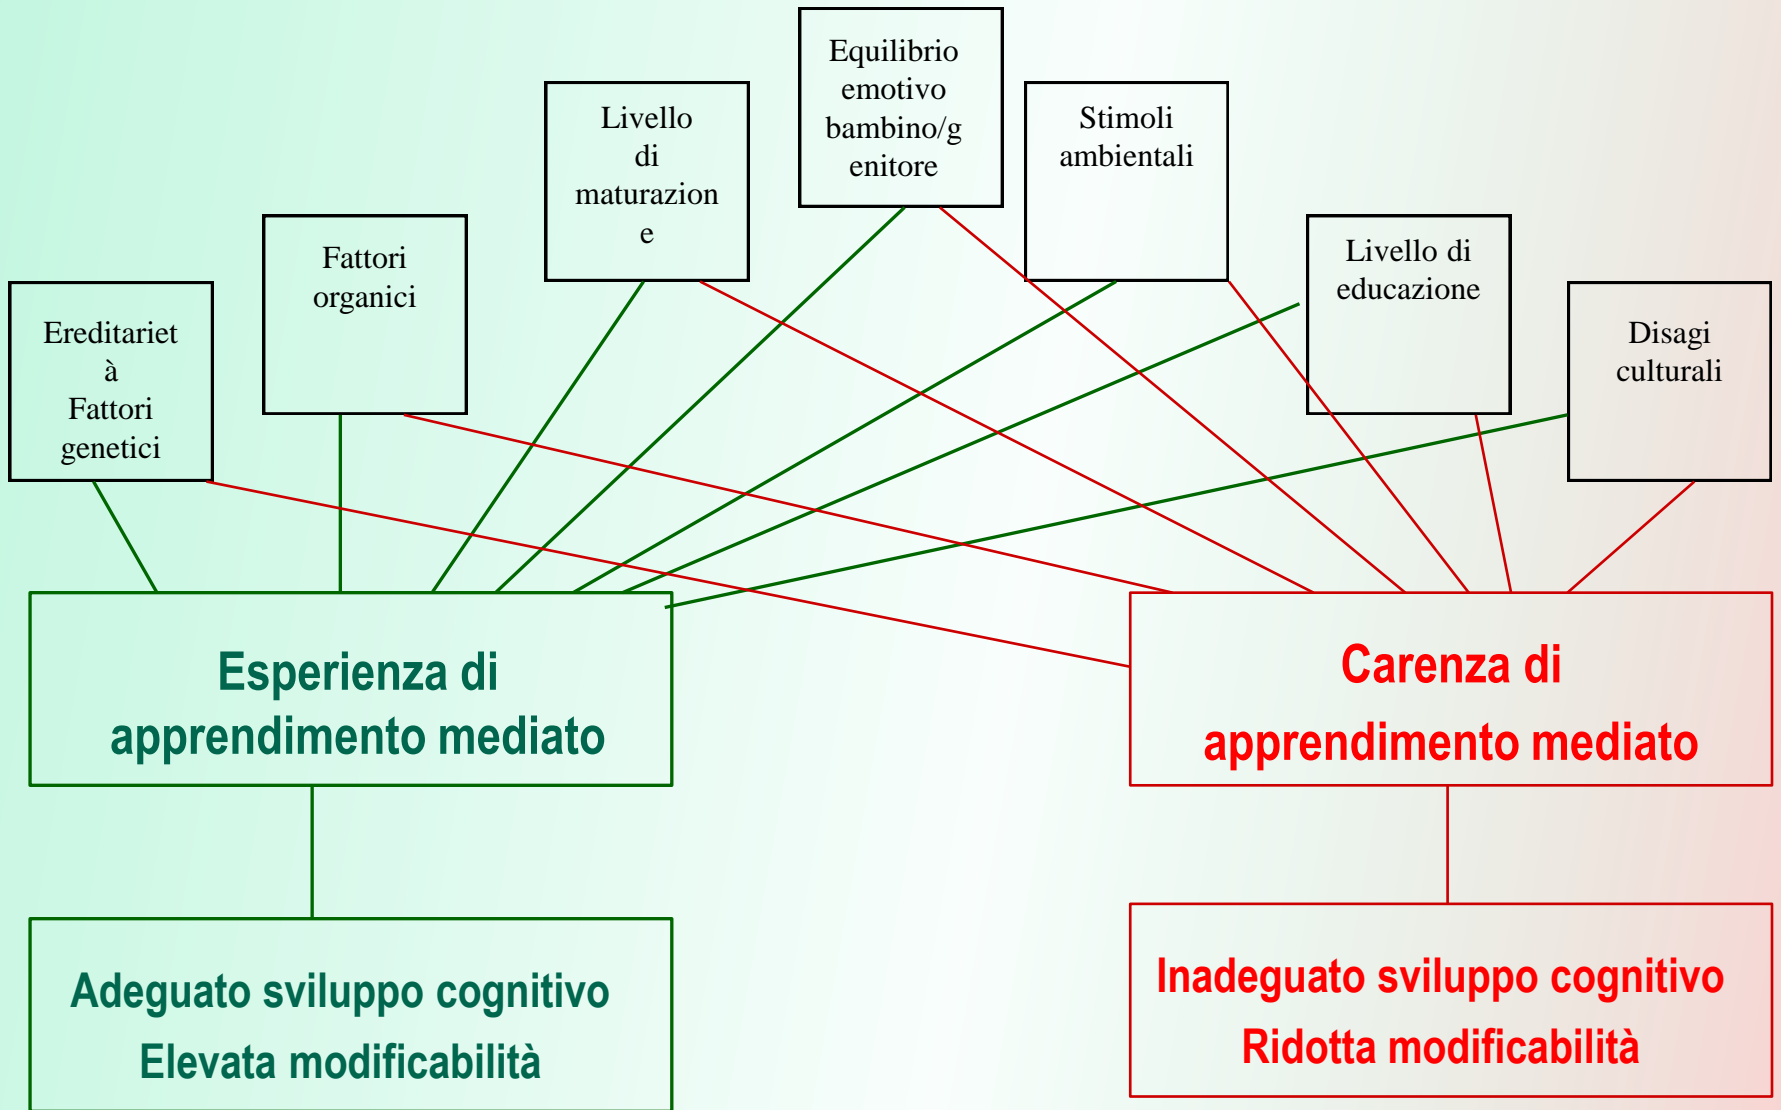 Equilibrio
emotivo
bambino/g
enitore
Livello
di
maturazion
e
Stimoli
ambientali
Fattori
organici
Livello di
educazione
Ereditariet
à
Fattori
genetici
Disagi
culturali
Esperienza di
apprendimento mediato
Carenza di
apprendimento mediato
Adeguato sviluppo cognitivo
Elevata modificabilità
Inadeguato sviluppo cognitivo
Ridotta modificabilità